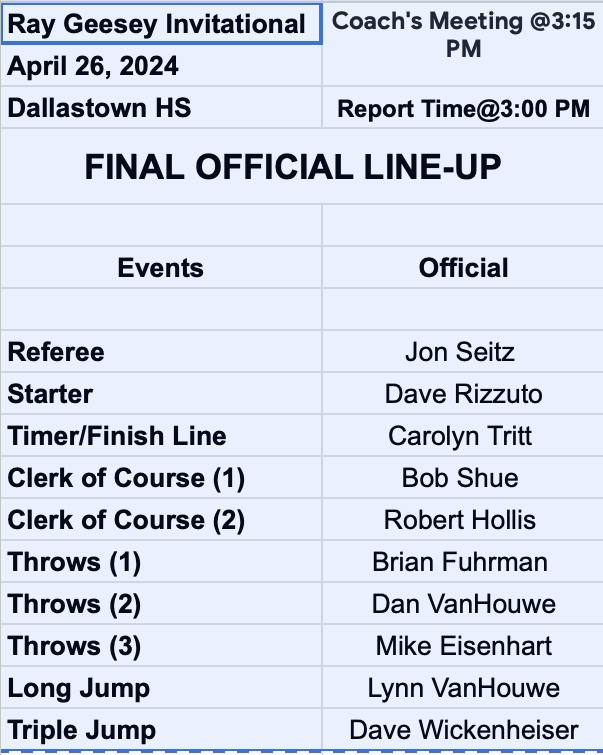 Ray Geesey Invitational
Coach's Meeting @3:15
PM
April 26, 2024
Dallastown HS
Report Time@3:00 PM
FINAL OFFICIAL LINE-UP
Events Official
Referee Jon Seitz
Starter Dave Rizzuto
Timer/Finish Line Carolyn Tritt
Clerk of Course (1) Bob Shue
Clerk of Course (2) Robert Hollis
Throws (1) Brian Fuhrman
Throws (2) Dan VanHouwe
Throws (3) Mike Eisenhart
Long Jump Lynn VanHouwe
Triple Jump Dave Wickenheiser